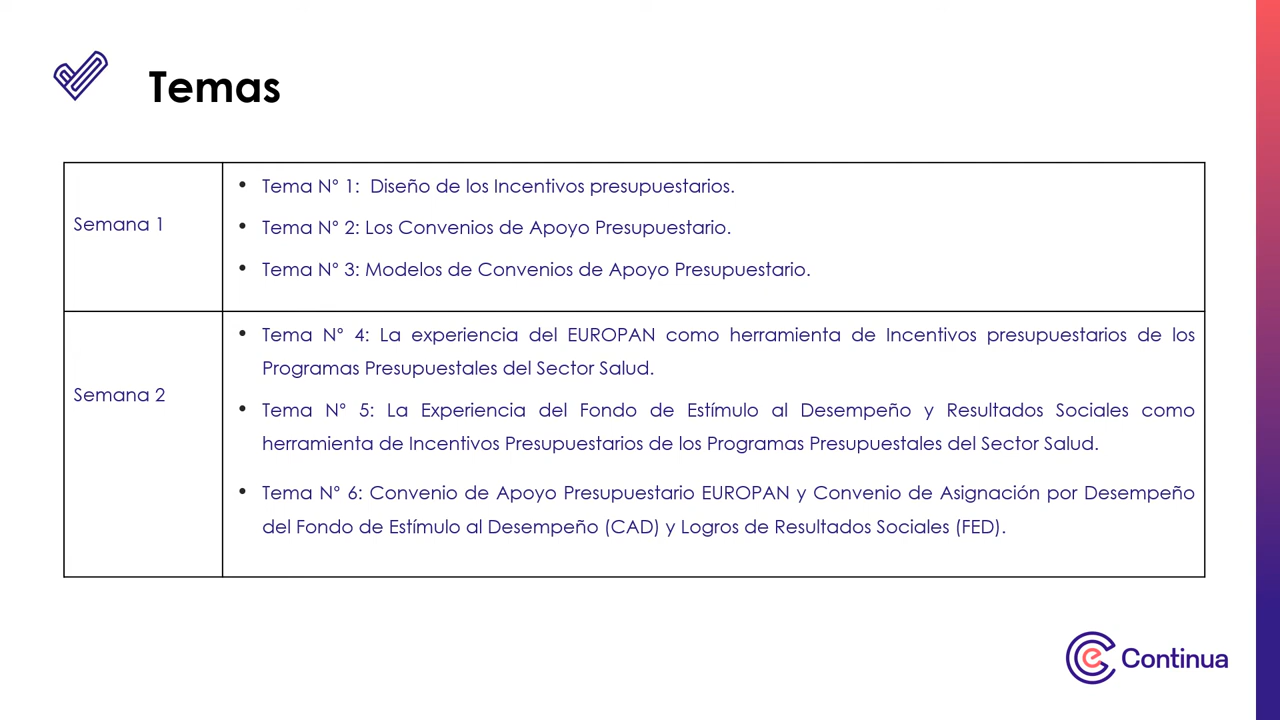 Temas
Semana 1
• Tema N° 1:  Diseño de los Incentivos presupuestarios.
• Tema N° 2: Los Convenios de Apoyo Presupuestario.
• Tema N° 3: Modelos de Convenios de Apoyo Presupuestario.
Semana 2
• Tema N° 4: La experiencia del EUROPAN como herramienta de Incentivos presupuestarios de los
Programas Presupuestales del Sector Salud.
• Tema N° 5: La Experiencia del Fondo de Estímulo al Desempeño y Resultados Sociales como
herramienta de Incentivos Presupuestarios de los Programas Presupuestales del Sector Salud.
• Tema N° 6: Convenio de Apoyo Presupuestario EUROPAN y Convenio de Asignación por Desempeño
del Fondo de Estímulo al Desempeño (CAD) y Logros de Resultados Sociales (FED).
Continua